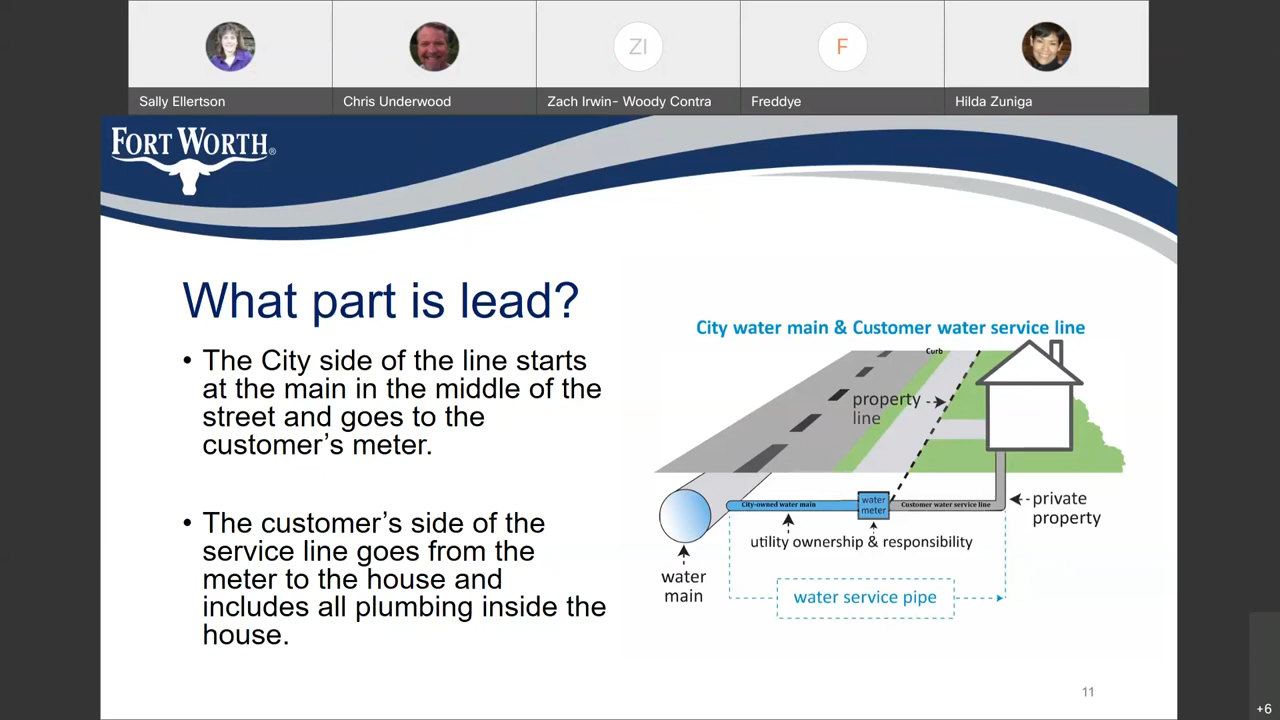 ZI
F
Sally Ellertson
Chris Underwood
Zach Irwin- Woody Contra
Freddye
Hilda Zuniga
FORT WORTH®
What part is lead?
• The City side of the line starts
at the main in the middle of the
street and goes to the
customer's meter.
• The customer's side of the
service line goes from the
meter to the house and
includes all plumbing inside the
house.
City water main & Customer water service line
Curb
property
line
City-owned water main
water
meter
Customer water service line
private
property
utility ownership & responsibility
water
main
water service pipe
11
+6